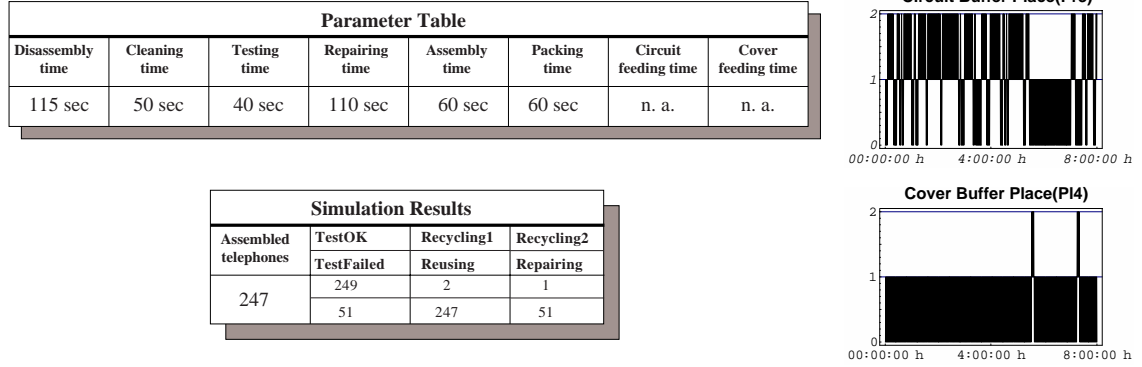 Parameter Table
Disassembly time
Cleaning time
Testing time
Repairing time
Assembly time
Packing time
Circuit feeding time
Cover feeding time
115 sec
50 sec
40 sec
110 sec
60 sec
60 sec
n. a.
n. a.
Simulation Results
Assembled telephones
TestOK
Recycling1
Recycling2
TestFailed
Reusing
Repairing
247
249
2
1
51
247
51
2
1
0
00:00:00 h
4:00:00 h
8:00:00 h
Cover Buffer Place(Pl4)
2
1
0
00:00:00 h
4:00:00 h
8:00:00 h